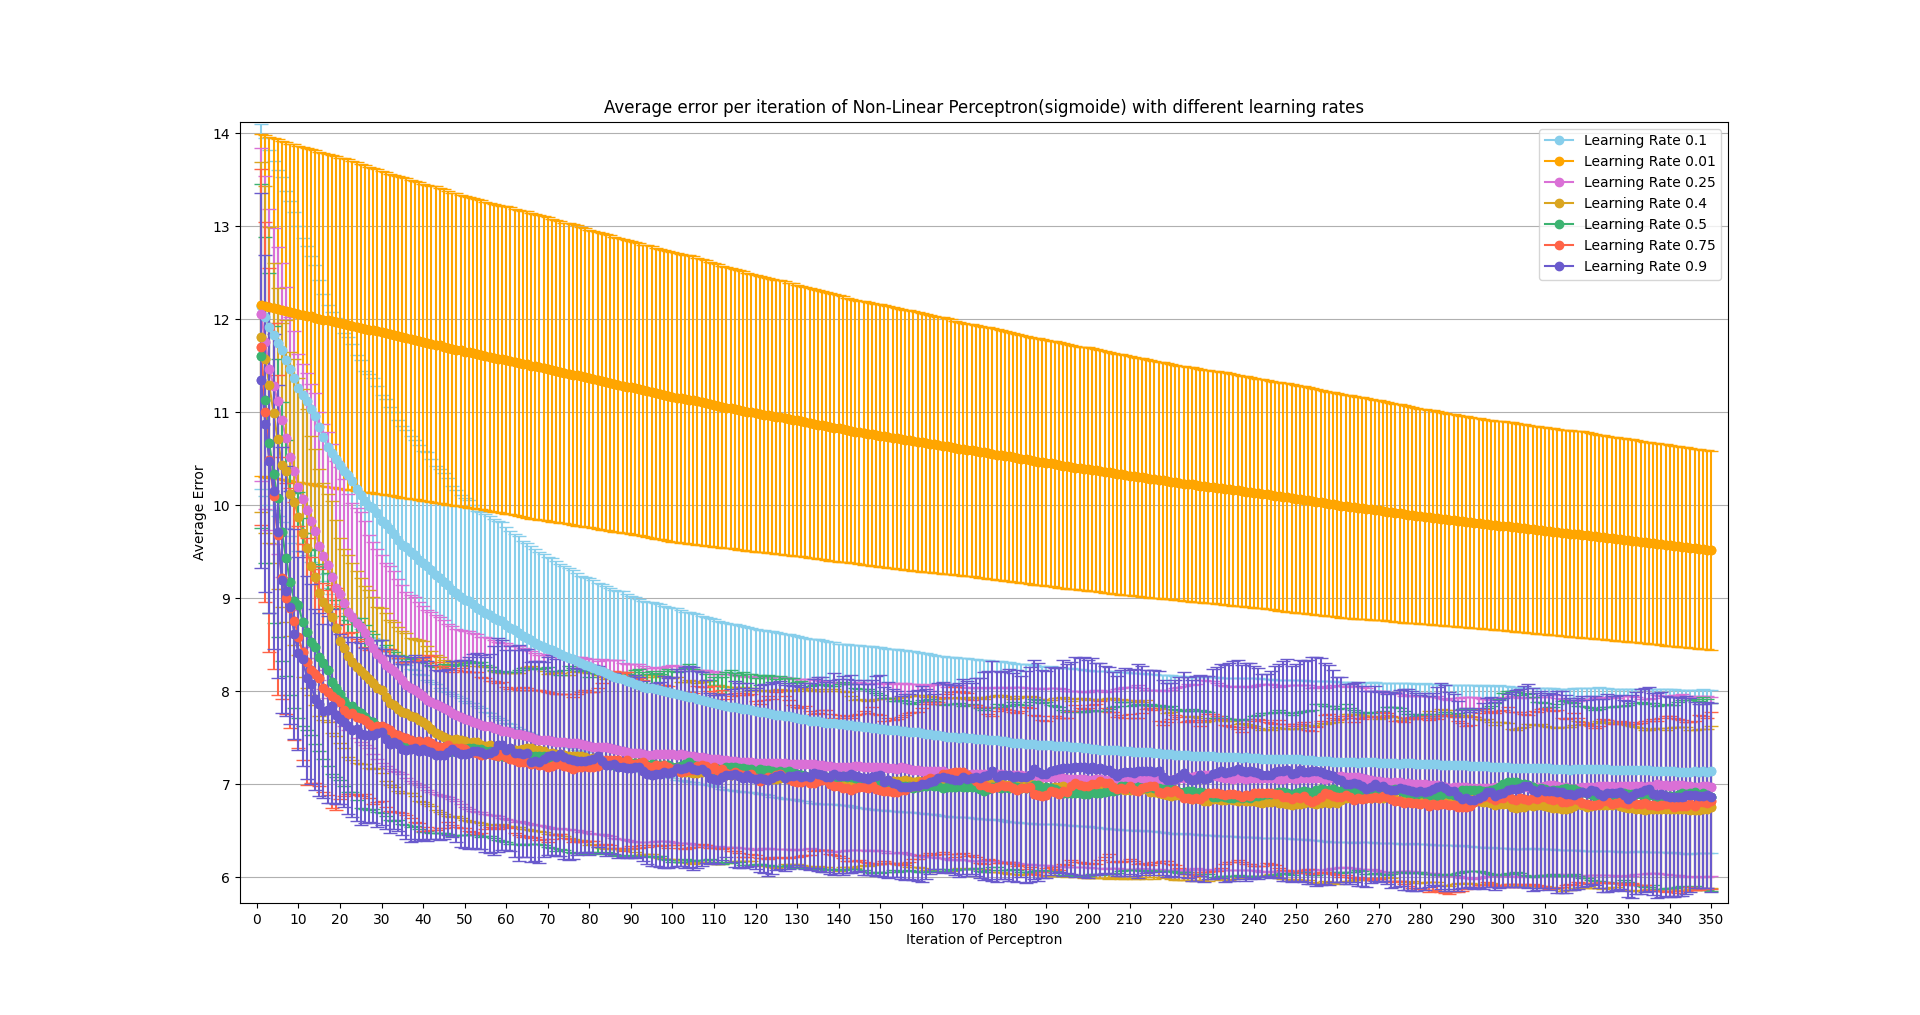 Average error per iteration of Non-Linear Perceptron(sigmoide) with different learning rates
14
13
12
11
10
9
8
7
6
Average Error
Learning Rate 0.1
Learning Rate 0.01
Learning Rate 0.25
Learning Rate 0.4
Learning Rate 0.5
Learning Rate 0.75
Learning Rate 0.9
0 10 20 30 40 50 60 70 80 90 100 110 120 130 140 150 160 170 180 190 200 210 220 230 240 250 260 270 280 290 300 310 320 330 340 350
Iteration of Perceptron